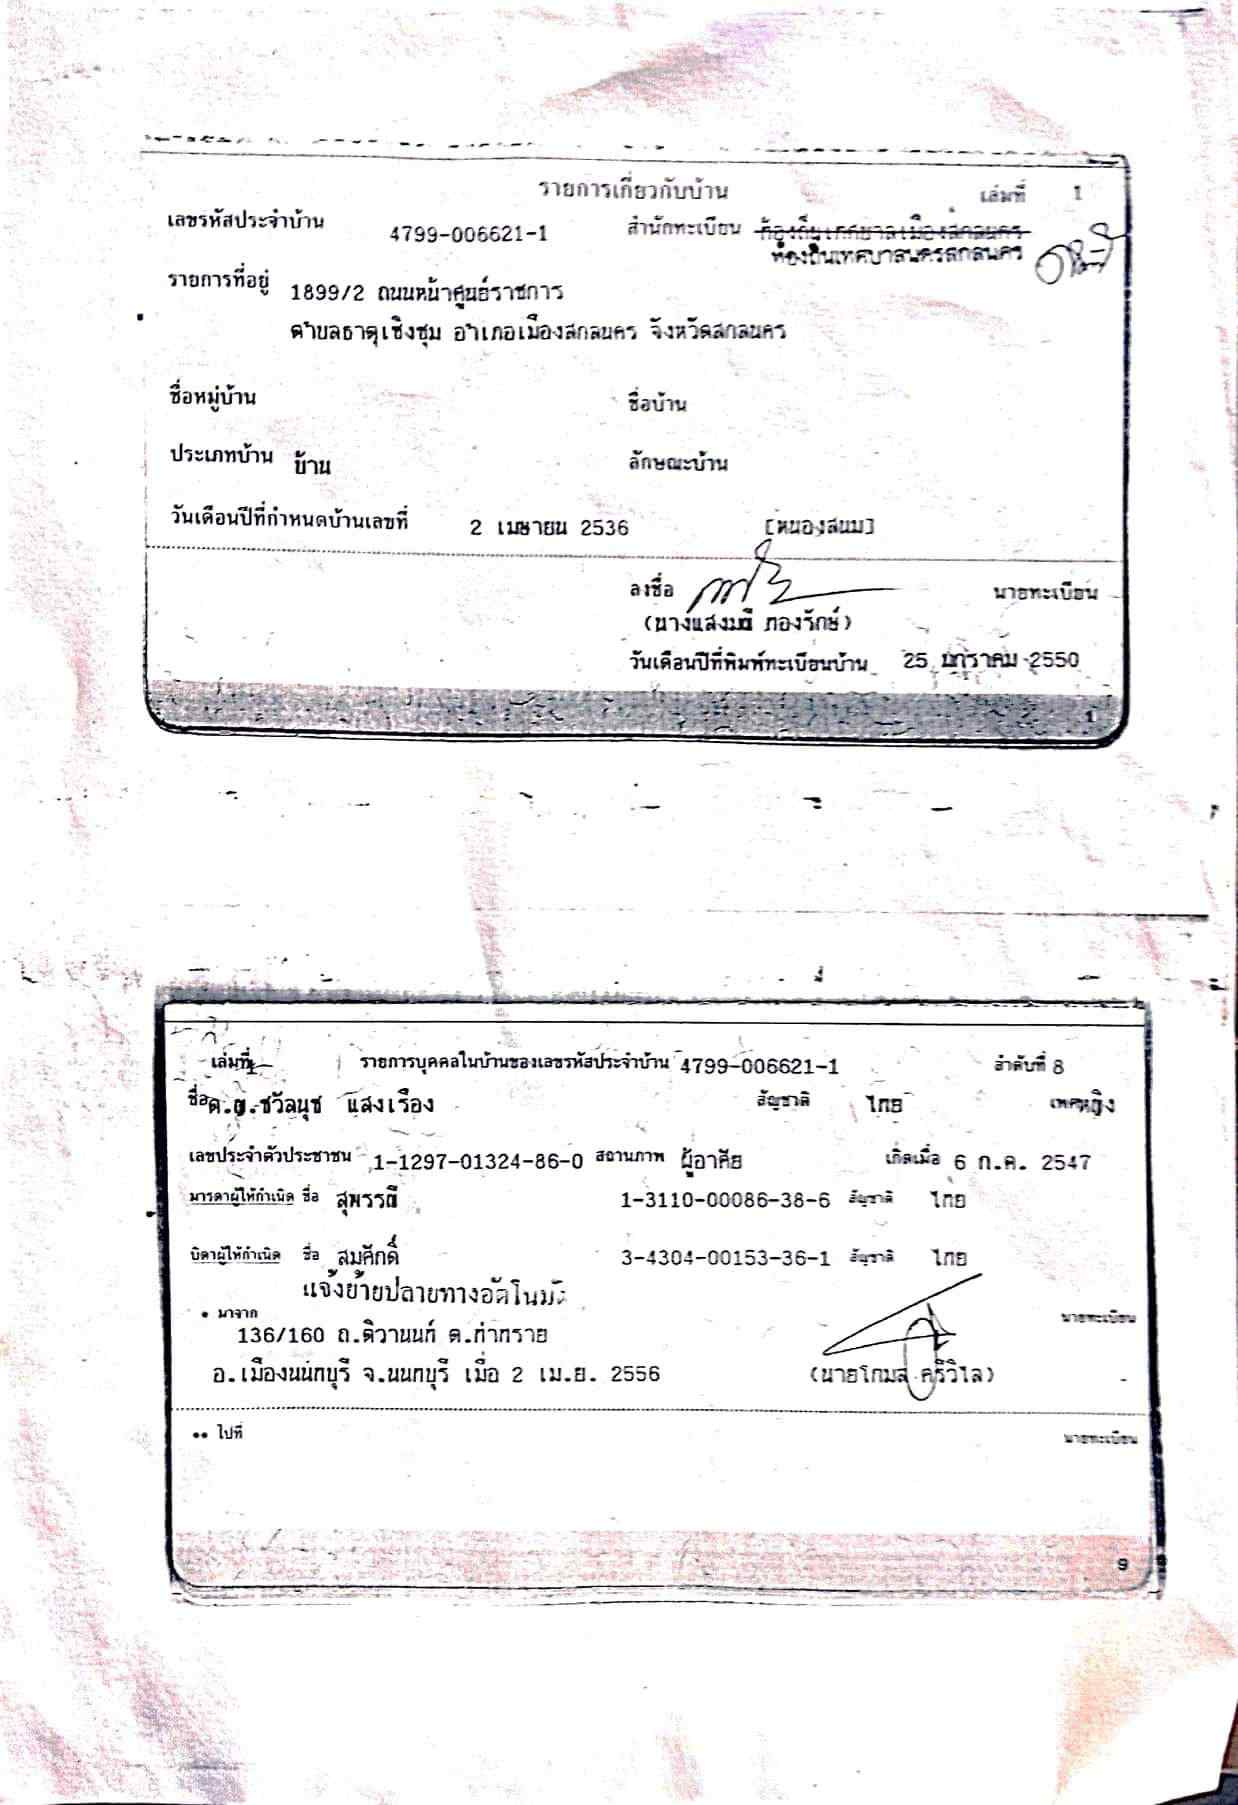 รายการเกี่ยวกับบ้าน เล่มที่ 1
เลขรหัสประจำบ้าน 4799-006621-1 สำนักทะเบียน ท้องถิ่นเทศบาลเมืองสกลนคร
ท้องถิ่นเทศบาลนครสกลนคร
รายการที่อยู่ 1899/2 ถนนหน้าศูนย์ราชการ
ตำบลธาตุเชิงชุม อำเภอเมืองสกลนคร จังหวัดสกลนคร
ชื่อหมู่บ้าน ชื่อบ้าน
ประเภทบ้าน บ้าน ลักษณะบ้าน
วันเดือนปีที่กำหนดบ้านเลขที่ 2 เมษายน 2536 [หนองสนม]
ลงชื่อ นายทะเบียน
(นางแสงมณี กองรักษ์)
วันเดือนปีที่พิมพ์ทะเบียนบ้าน 25 มกราคม 2550
1
เล่มที่ 1 รายการบุคคลในบ้านของเลขรหัสประจำบ้าน 4799-006621-1 ลำดับที่ 8
ชื่อ ด.ญ.ชวัลนุช แสงเรือง สัญชาติ ไทย เพศหญิง
เลขประจำตัวประชาชน 1-1297-01324-86-0 สถานภาพ ผู้อาศัย เกิดเมื่อ 6 ก.ค. 2547
มารดาผู้ให้กำเนิด ชื่อ สุพรรณี 1-3110-00086-38-6 สัญชาติ ไทย
บิดาผู้ให้กำเนิด ชื่อ สมศักดิ์ 3-4304-00153-36-1 สัญชาติ ไทย
แจ้งย้ายปลายทางอัตโนมัติ
* มาจาก นายทะเบียน
136/160 ถ.ติวานนท์ ต.ท่าทราย
อ.เมืองนนทบุรี จ.นนทบุรี เมื่อ 2 เม.ย. 2556 (นายโกมล ศรีวิไล)
** ไปที่ นายทะเบียน
9